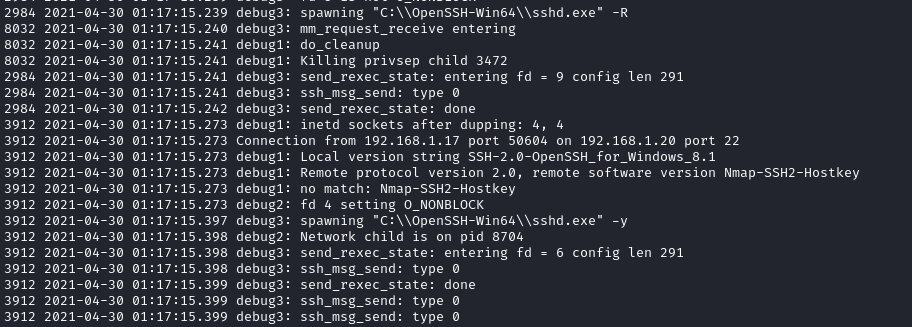 2984 2021-04-30 01:17:15.239 debug3: spawning "C:\\OpenSSH-Win64\\sshd.exe" -R
8032 2021-04-30 01:17:15.240 debug3: mm_request_receive entering
8032 2021-04-30 01:17:15.241 debug1: do_cleanup
8032 2021-04-30 01:17:15.241 debug1: Killing privsep child 3472
2984 2021-04-30 01:17:15.241 debug3: send_rexec_state: entering fd = 9 config len 291
2984 2021-04-30 01:17:15.241 debug3: ssh_msg_send: type 0
2984 2021-04-30 01:17:15.242 debug3: send_rexec_state: done
3912 2021-04-30 01:17:15.273 debug1: inetd sockets after dupping: 4, 4
3912 2021-04-30 01:17:15.273 Connection from 192.168.1.17 port 50604 on 192.168.1.20 port 22
3912 2021-04-30 01:17:15.273 debug1: Local version string SSH-2.0-OpenSSH_for_Windows_8.1
3912 2021-04-30 01:17:15.273 debug1: Remote protocol version 2.0, remote software version Nmap-SSH2-Hostkey
3912 2021-04-30 01:17:15.273 debug1: no match: Nmap-SSH2-Hostkey
3912 2021-04-30 01:17:15.273 debug2: fd 4 setting O_NONBLOCK
3912 2021-04-30 01:17:15.397 debug3: spawning "C:\\OpenSSH-Win64\\sshd.exe" -y
3912 2021-04-30 01:17:15.398 debug2: Network child is on pid 8704
3912 2021-04-30 01:17:15.398 debug3: send_rexec_state: entering fd = 6 config len 291
3912 2021-04-30 01:17:15.398 debug3: ssh_msg_send: type 0
3912 2021-04-30 01:17:15.399 debug3: send_rexec_state: done
3912 2021-04-30 01:17:15.399 debug3: ssh_msg_send: type 0
3912 2021-04-30 01:17:15.399 debug3: ssh_msg_send: type 0